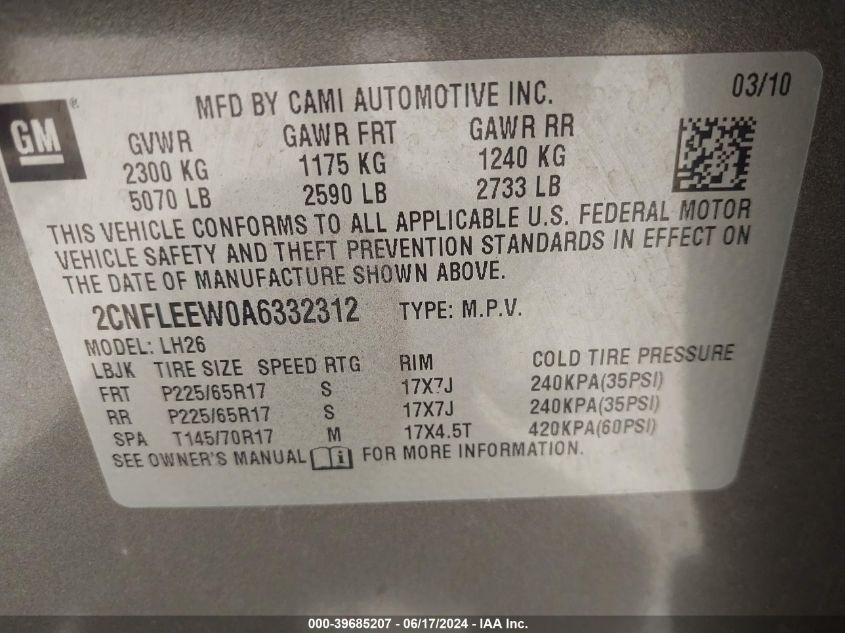 GM ®
MFD BY CAMI AUTOMOTIVE INC. 03/10
GVWR GAWR FRT GAWR RR
2300 KG 1175 KG 1240 KG
5070 LB 2590 LB 2733 LB
THIS VEHICLE CONFORMS TO ALL APPLICABLE U.S. FEDERAL MOTOR
VEHICLE SAFETY AND THEFT PREVENTION STANDARDS IN EFFECT ON
THE DATE OF MANUFACTURE SHOWN ABOVE.
2CNFLEEW0A6332312 TYPE: M.P.V.
MODEL: LH26
LBJK TIRE SIZE SPEED RTG RIM COLD TIRE PRESSURE
FRT P225/65R17 S 17X7J 240KPA(35PSI)
RR P225/65R17 S 17X7J 240KPA(35PSI)
SPA T145/70R17 M 17X4.5T 420KPA(60PSI)
SEE OWNER'S MANUAL i FOR MORE INFORMATION.
000-39685207 - 06/17/2024 - IAA Inc.